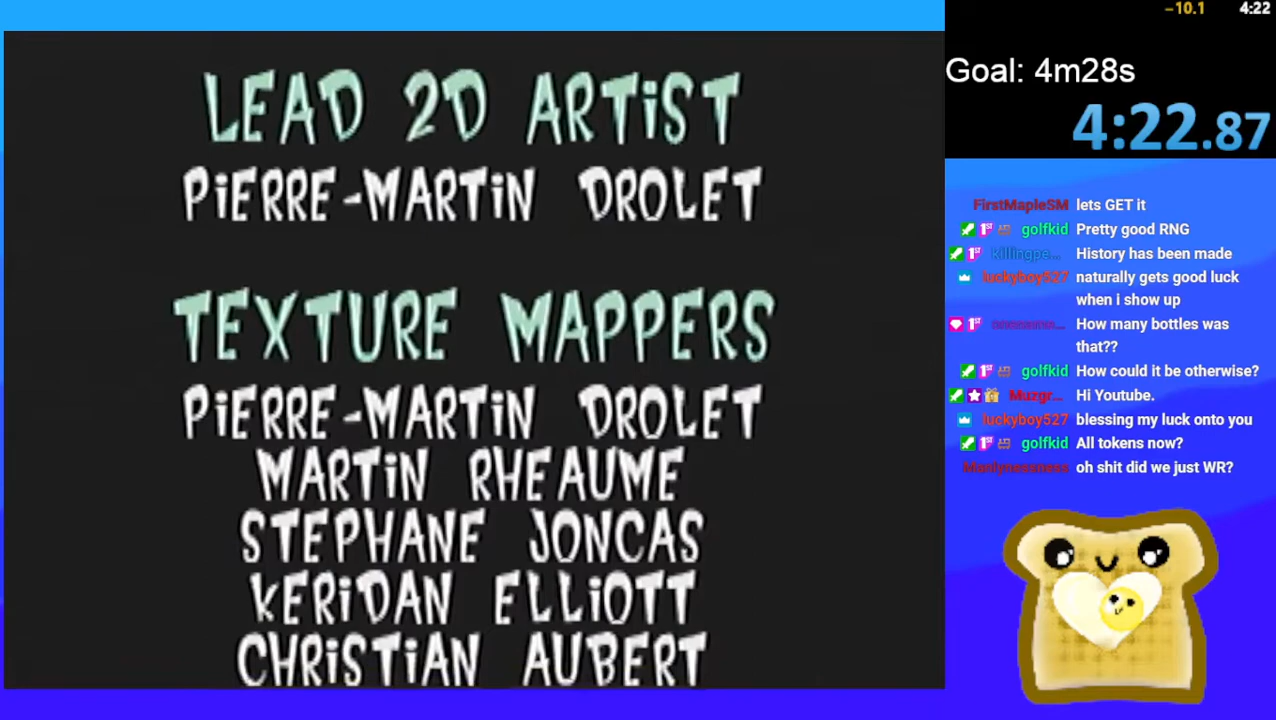 LEAD 2D ARTiST
PiERRE-MARTiN DROLET
TEXTURE MAPPERS
PiERRE-MARTiN DROLET
MARTiN RHEAUME
STEPHANE JONCAS
KERiDAN ELLiOTT
CHRiSTiAN AUBERT
−10.1 4:22
Goal: 4m28s
4:22.87
FirstMapleSM lets GET it
golfkid Pretty good RNG
killingpe... History has been made
luckyboy527 naturally gets good luck
when i show up
How many bottles was
that??
golfkid How could it be otherwise?
Muzgr... Hi Youtube.
luckyboy527 blessing my luck onto you
golfkid All tokens now?
oh shit did we just WR?